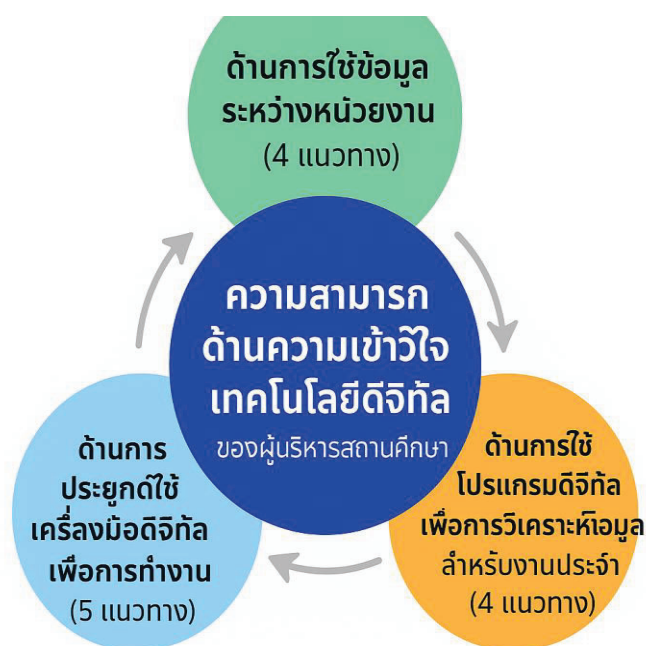 ด้านการใช้ข้อมูล
ระหว่างหน่วยงาน
(4 แนวทาง)
ความสามารก
ด้านความเข้าวิใจ
เทคโนโลยีดิจิทัล
ของผู้นริหารสถานคึกษา
ด้านการใช้
โปรแกรมดิจิทัล
เพื่อการวิเคราะห์เอมูล
ลำหรับงานประจำ
(4 แนวทาง)
ด้านการ
ประยูกด์ใช้
เครื่ลงมือดิจิทัล
เพื่อการทำงาน
(5 แนวทาง)